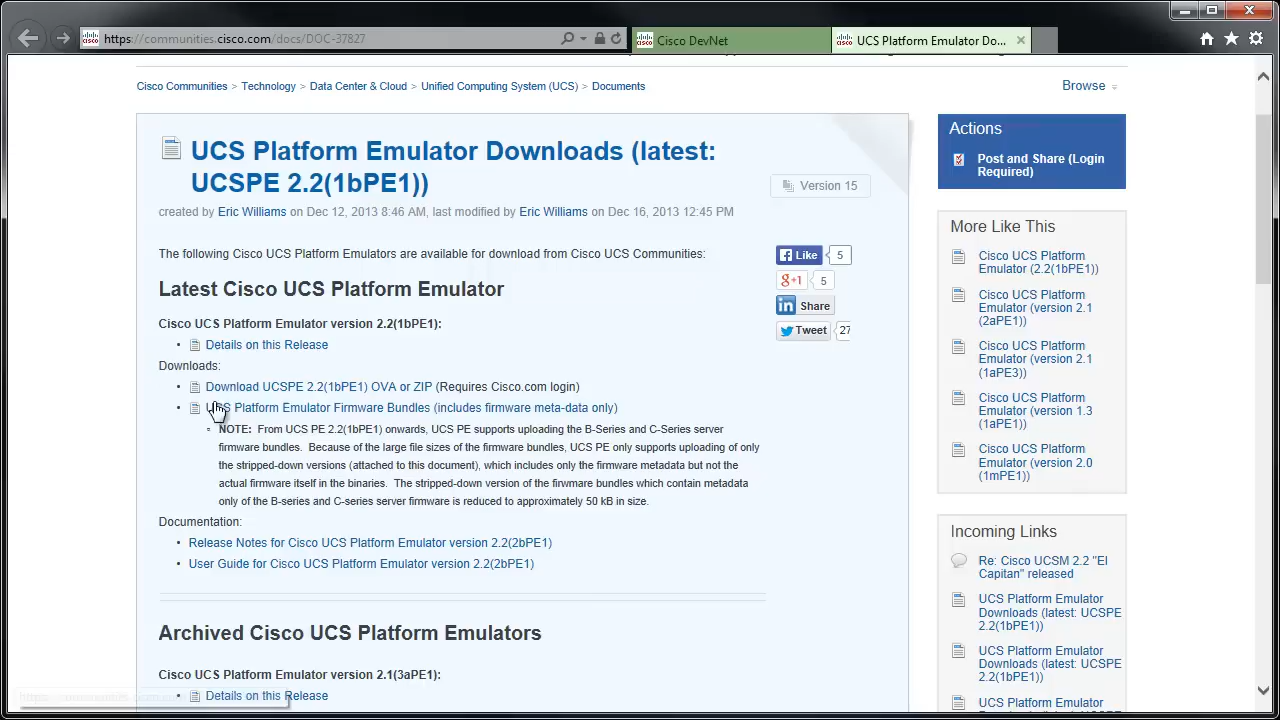 https://communities.cisco.com/docs/DOC-37827
Cisco DevNet
UCS Platform Emulator Do...
Cisco Communities > Technology > Data Center & Cloud > Unified Computing System (UCS) > Documents
Browse
UCS Platform Emulator Downloads (latest:
UCSPE 2.2(1bPE1))
Version 15
created by Eric Williams on Dec 12, 2013 8:46 AM, last modified by Eric Williams on Dec 16, 2013 12:45 PM
The following Cisco UCS Platform Emulators are available for download from Cisco UCS Communities:
Like 5
+1 5
Share
Tweet 27
Latest Cisco UCS Platform Emulator
Cisco UCS Platform Emulator version 2.2(1bPE1):
Details on this Release
Downloads:
Download UCSPE 2.2(1bPE1) OVA or ZIP (Requires Cisco.com login)
UCS Platform Emulator Firmware Bundles (includes firmware meta-data only)
NOTE: From UCS PE 2.2(1bPE1) onwards, UCS PE supports uploading the B-Series and C-Series server
firmware bundles. Because of the large file sizes of the firmware bundles, UCS PE only supports uploading of only
the stripped-down versions (attached to this document), which includes only the firmware metadata but not the
actual firmware itself in the binaries. The stripped-down version of the firwmare bundles which contain metadata
only of the B-series and C-series server firmware is reduced to approximately 50 kB in size.
Documentation:
Release Notes for Cisco UCS Platform Emulator version 2.2(2bPE1)
User Guide for Cisco UCS Platform Emulator version 2.2(2bPE1)
Archived Cisco UCS Platform Emulators
Cisco UCS Platform Emulator version 2.1(3aPE1):
Details on this Release
Actions
Post and Share (Login
Required)
More Like This
Cisco UCS Platform
Emulator (2.2(1bPE1))
Cisco UCS Platform
Emulator (version 2.1
(2aPE1))
Cisco UCS Platform
Emulator (version 2.1
(1aPE3))
Cisco UCS Platform
Emulator (version 1.3
(1aPE1))
Cisco UCS Platform
Emulator (version 2.0
(1mPE1))
Incoming Links
Re: Cisco UCSM 2.2 "El
Capitan" released
UCS Platform Emulator
Downloads (latest: UCSPE
2.2(1bPE1))
UCS Platform Emulator
Downloads (latest: UCSPE
2.2(1bPE1))
UCS Platform Emulator